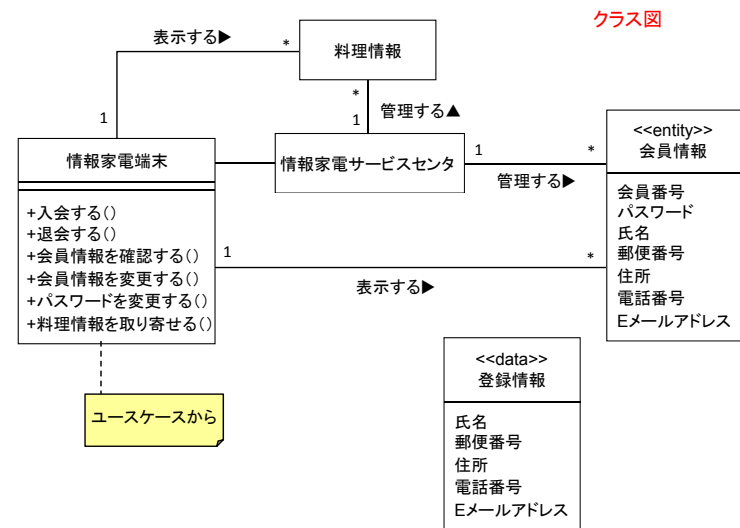 クラス図
表示する▶
*
料理情報
*
管理する▲
1
1
情報家電端末
情報家電サービスセンタ
1
*
管理する▶
<<entity>>
会員情報
会員番号
パスワード
氏名
郵便番号
住所
電話番号
Eメールアドレス
+入会する()
+退会する()
+会員情報を確認する()
+会員情報を変更する()
+パスワードを変更する()
+料理情報を取り寄せる()
1
*
表示する▶
ユースケースから
<<data>>
登録情報
氏名
郵便番号
住所
電話番号
Eメールアドレス